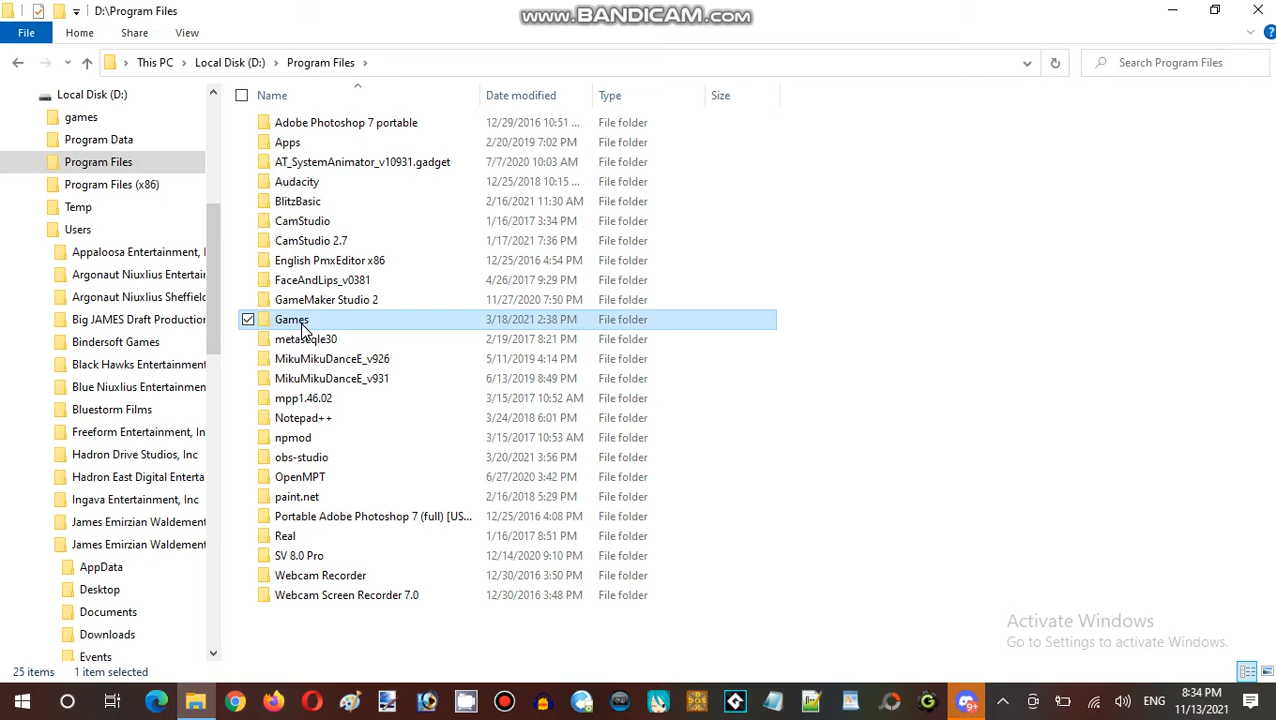 D:\Program Files
www.BANDICAM.com
File Home Share View
This PC Local Disk (D:) Program Files
Search Program Files
Local Disk (D:)
games
Program Data
Program Files
Program Files (x86)
Temp
Users
Appaloosa Entertainment, I
Argonaut Niuxlius Entertai
Argonaut Niuxlius Sheffield
Big JAMES Draft Production
Bindersoft Games
Black Hawks Entertainment
Blue Niuxlius Entertainmen
Bluestorm Films
Freeform Entertainment, In
Hadron Drive Studios, Inc
Hadron East Digital Enterta
Ingava Entertainment, Inc
James Emirzian Waldement
James Emirzian Waldement
AppData
Desktop
Documents
Downloads
Events
Name Date modified Type Size
Adobe Photoshop 7 portable 12/29/2016 10:51 ... File folder
Apps 2/20/2019 7:02 PM File folder
AT_SystemAnimator_v10931.gadget 7/7/2020 10:03 AM File folder
Audacity 12/25/2018 10:15 ... File folder
BlitzBasic 2/16/2021 11:30 AM File folder
CamStudio 1/16/2017 3:34 PM File folder
CamStudio 2.7 1/17/2021 7:36 PM File folder
English PmxEditor x86 12/25/2016 4:54 PM File folder
FaceAndLips_v0381 4/26/2017 9:29 PM File folder
GameMaker Studio 2 11/27/2020 7:50 PM File folder
Games 3/18/2021 2:38 PM File folder
metaseqle30 2/19/2017 8:21 PM File folder
MikuMikuDanceE_v926 5/11/2019 4:14 PM File folder
MikuMikuDanceE_v931 6/13/2019 8:49 PM File folder
mpp1.46.02 3/15/2017 10:52 AM File folder
Notepad++ 3/24/2018 6:01 PM File folder
npmod 3/15/2017 10:53 AM File folder
obs-studio 3/20/2021 3:56 PM File folder
OpenMPT 6/27/2020 3:42 PM File folder
paint.net 2/16/2018 5:29 PM File folder
Portable Adobe Photoshop 7 (full) [US... 12/25/2016 4:08 PM File folder
Real 1/16/2017 8:51 PM File folder
SV 8.0 Pro 12/14/2020 9:10 PM File folder
Webcam Recorder 12/30/2016 3:50 PM File folder
Webcam Screen Recorder 7.0 12/30/2016 3:48 PM File folder
Activate Windows
Go to Settings to activate Windows.
25 items 1 item selected
9+
ENG
8:34 PM
11/13/2021